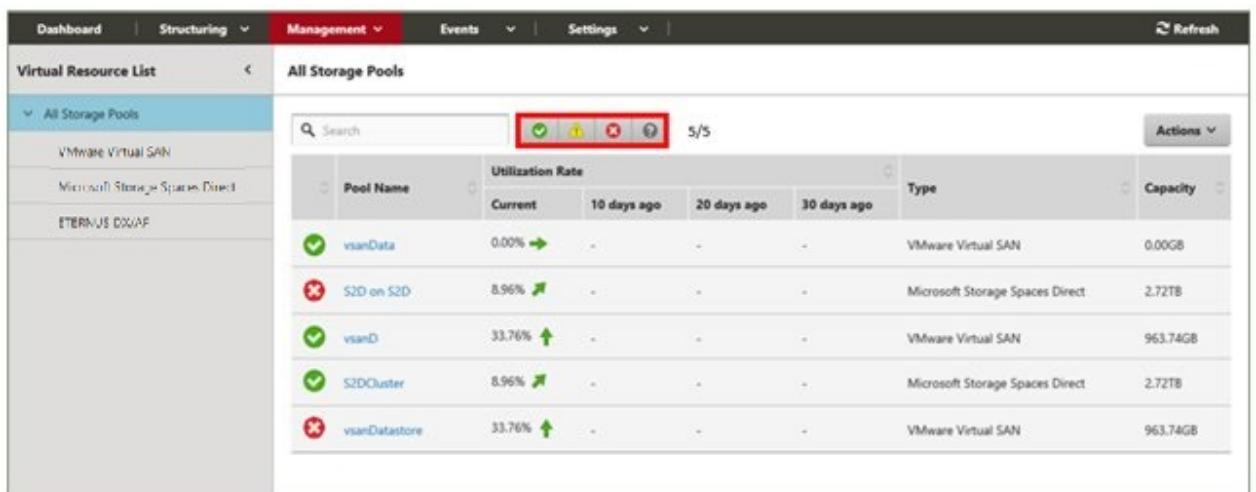 Dashboard Structuring Management Events Settings Refresh
Virtual Resource List
All Storage Pools
VMware Virtual SAN
Microsoft Storage Spaces Direct
ETERNUS DX/AF
All Storage Pools
Search 5/5 Actions
Pool Name Utilization Rate Type Capacity
Current 10 days ago 20 days ago 30 days ago
vsanData 0.00% - - - VMware Virtual SAN 0.00GB
S2D on S2D 8.96% - - - Microsoft Storage Spaces Direct 2.72TB
vsanD 33.76% - - - VMware Virtual SAN 963.74GB
S2DCluster 8.96% - - - Microsoft Storage Spaces Direct 2.72TB
vsanDatastore 33.76% - - - VMware Virtual SAN 963.74GB